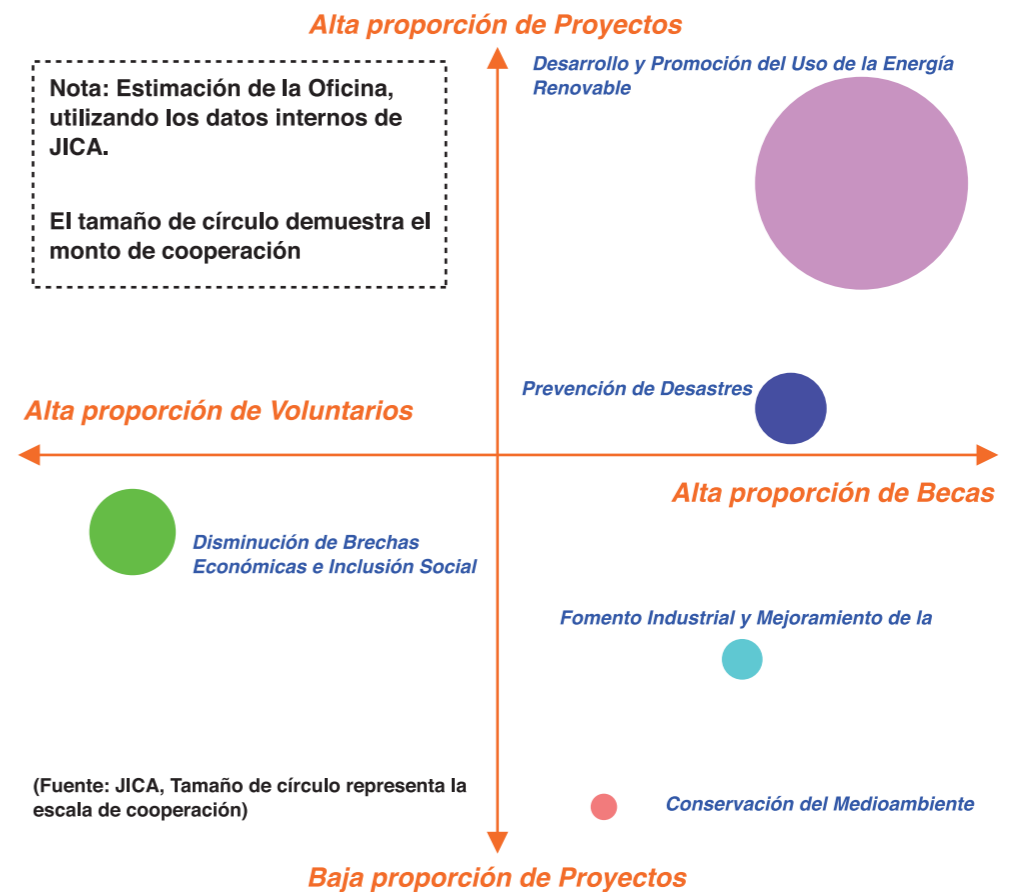 Alta proporción de Proyectos
Nota: Estimación de la Oficina,
utilizando los datos internos de
JICA.
El tamaño de círculo demuestra el
monto de cooperación
Desarrollo y Promoción del Uso de la Energía
Renovable
Prevención de Desastres
Alta proporción de Voluntarios
Alta proporción de Becas
Disminución de Brechas
Económicas e Inclusión Social
Fomento Industrial y Mejoramiento de la
(Fuente: JICA, Tamaño de círculo representa la
escala de cooperación)
Conservación del Medioambiente
Baja proporción de Proyectos